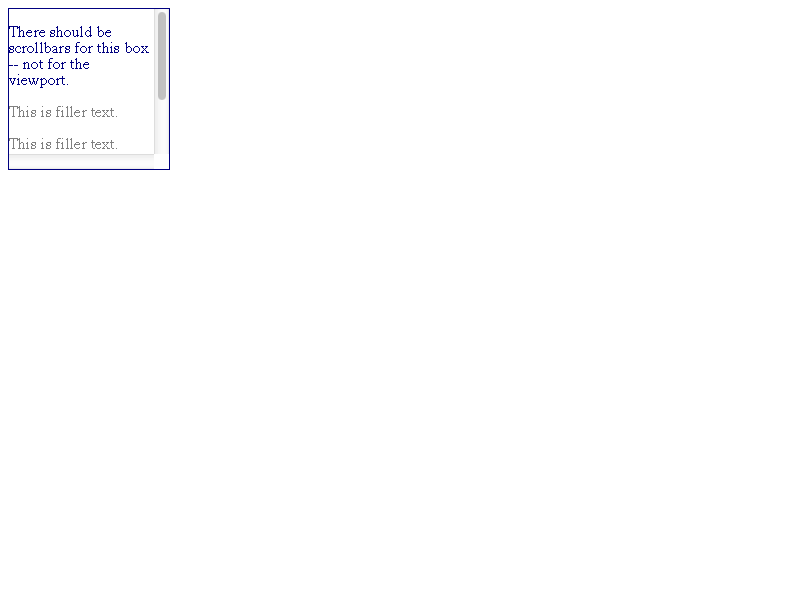 There should be
scrollbars for this box
-- not for the
viewport.
This is filler text.
This is filler text.